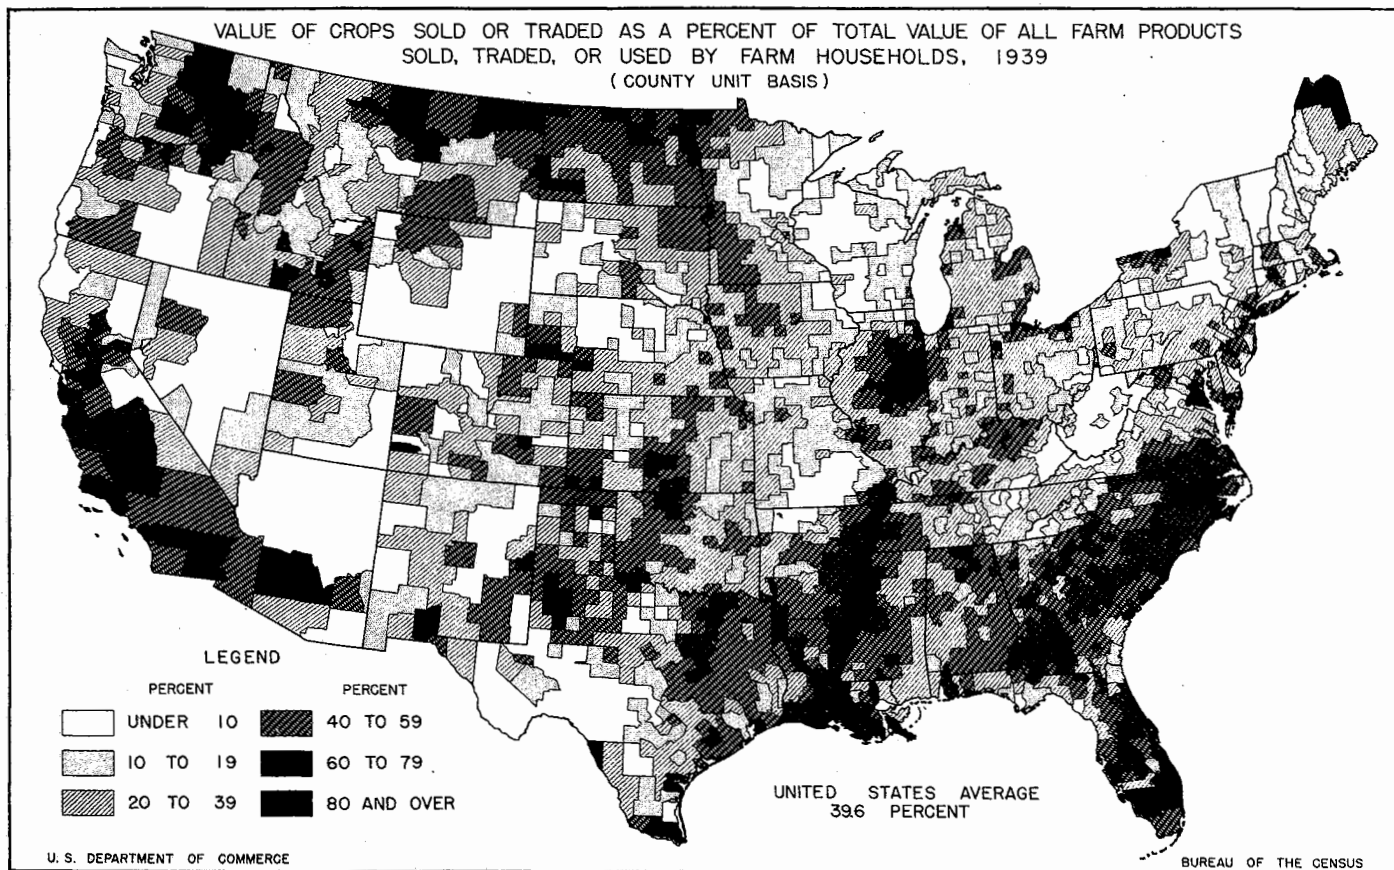 VALUE OF CROPS SOLD OR TRADED AS A PERCENT OF TOTAL VALUE OF ALL FARM PRODUCTS
SOLD, TRADED, OR USED BY FARM HOUSEHOLDS, 1939
(COUNTY UNIT BASIS)
LEGEND
PERCENT
UNDER 10
10 TO 19
20 TO 39
PERCENT
40 TO 59
60 TO 79
80 AND OVER
UNITED STATES AVERAGE
39.6 PERCENT
U. S. DEPARTMENT OF COMMERCE
BUREAU OF THE CENSUS